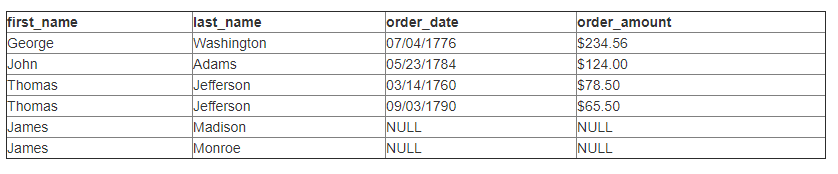 first_name last_name order_date order_amount
George Washington 07/04/1776 $234.56
John Adams 05/23/1784 $124.00
Thomas Jefferson 03/14/1760 $78.50
Thomas Jefferson 09/03/1790 $65.50
James Madison NULL NULL
James Monroe NULL NULL